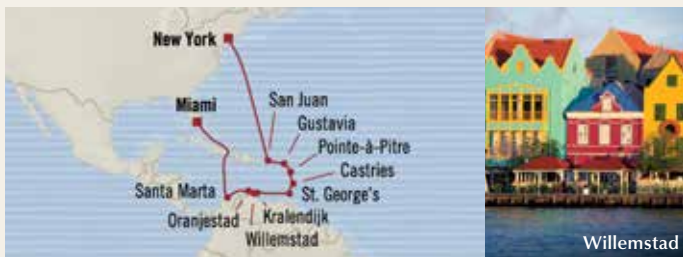 New York
Miami
San Juan
Gustavia
Pointe-à-Pitre
Castries
St. George's
Santa Marta
Oranjestad
Kralendijk
Willemstad
Willemstad